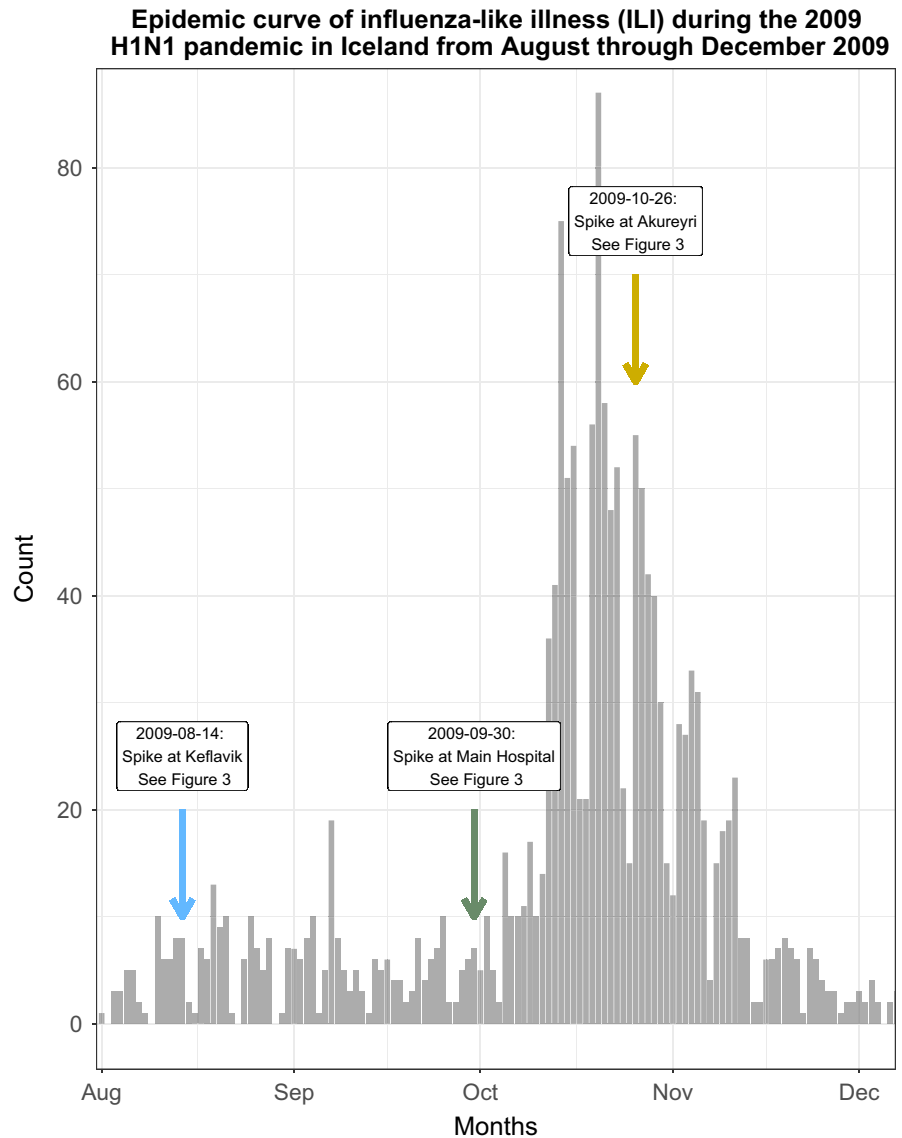 Epidemic curve of influenza-like illness (ILI) during the 2009
H1N1 pandemic in Iceland from August through December 2009
Count
80
60
40
20
0
2009-10-26:
Spike at Akureyri
See Figure 3
2009-08-14:
Spike at Keflavik
See Figure 3
2009-09-30:
Spike at Main Hospital
See Figure 3
Aug Sep Oct Nov Dec
Months